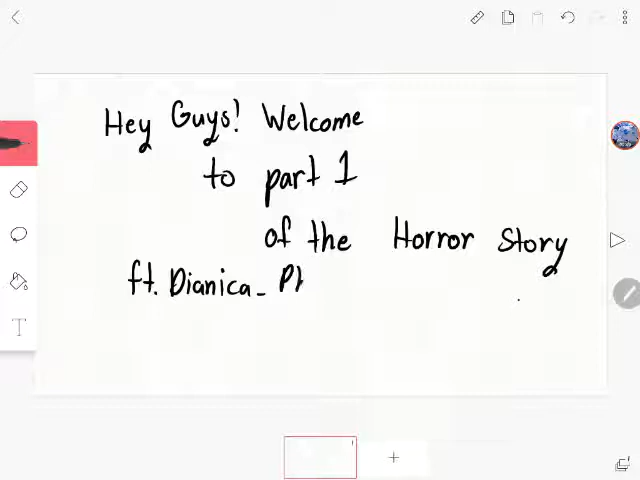 Hey Guys! Welcome
to part 1
of the Horror Story
ft. Dianica_
T